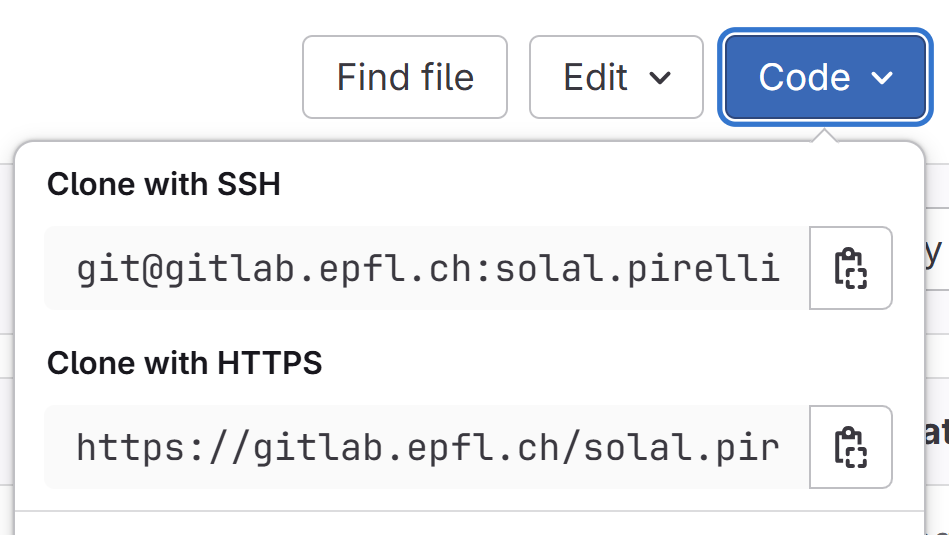 Find file Edit Code
Clone with SSH
git@gitlab.epfl.ch:solal.pirelli
Clone with HTTPS
https://gitlab.epfl.ch/solal.pir